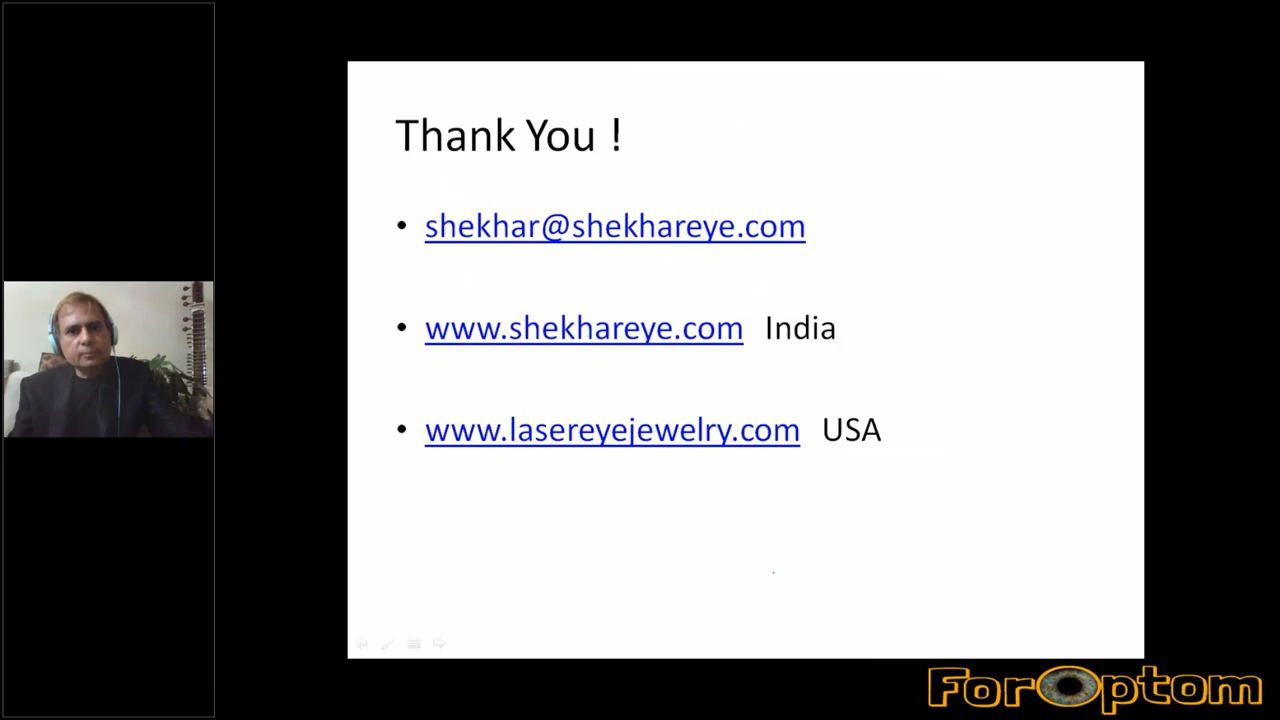 Thank You !
• shekhar@shekhareye.com
• www.shekhareye.com India
• www.lasereyejewelry.com USA
ForOptom